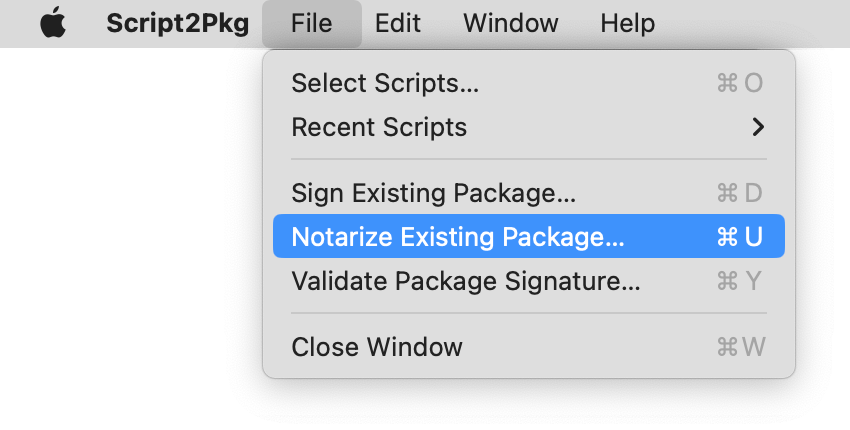 Script2Pkg File Edit Window Help
Select Scripts... ⌘ O
Recent Scripts
Sign Existing Package... ⌘ D
Notarize Existing Package... ⌘ U
Validate Package Signature... ⌘ Y
Close Window ⌘ W